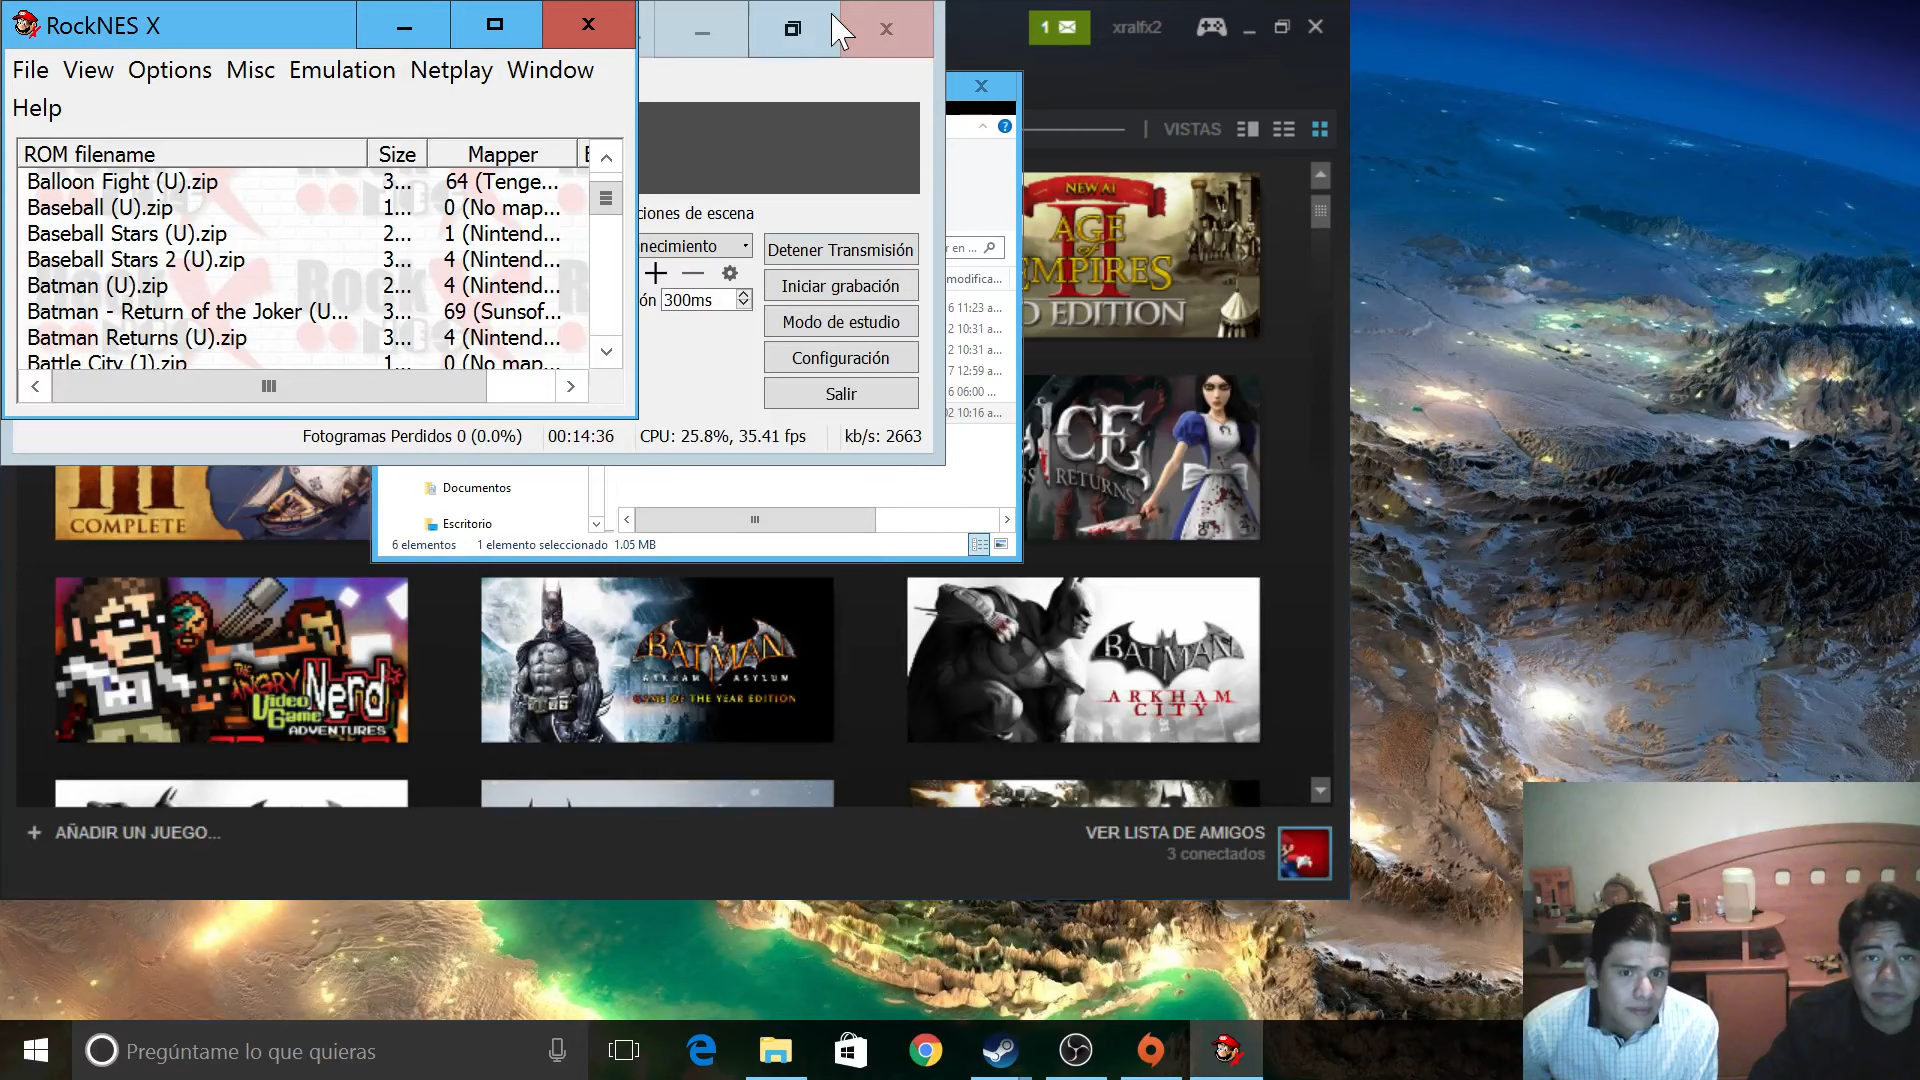 RockNES X
File View Options Misc Emulation Netplay Window
Help
ROM filename Size Mapper
Balloon Fight (U).zip 3... 64 (Tenge...
Baseball (U).zip 1... 0 (No map...
Baseball Stars (U).zip 2... 1 (Nintend...
Baseball Stars 2 (U).zip 3... 4 (Nintend...
Batman (U).zip 2... 4 (Nintend...
Batman - Return of the Joker (U... 3... 69 (Sunsof...
Batman Returns (U).zip 3... 4 (Nintend...
Battle City (J).zip 1... 0 (No map...
ciones de escena
necimiento
ón 300ms
Detener Transmisión
Iniciar grabación
Modo de estudio
Configuración
Salir
Fotogramas Perdidos 0 (0.0%) 00:14:36 CPU: 25.8%, 35.41 fps kb/s: 2663
r en ...
modifica...
6 11:23 a...
2 10:31 a...
2 10:31 a...
7 12:59 a...
6 06:00 ...
02 10:16 a...
Documentos
Escritorio
6 elementos 1 elemento seleccionado 1.05 MB
1 xralfx2
VISTAS
NEW AI
II
AGE
of
EMPIRES
D EDITION
ICE
RETURNS
III
COMPLETE
THE
ANGRY
Video
Game
Nerd
ADVENTURES
BATMAN
ARKHAM ASYLUM
GAME OF THE YEAR EDITION
BATMAN
ARKHAM
CITY
+ AÑADIR UN JUEGO...
VER LISTA DE AMIGOS
3 conectados
Pregúntame lo que quieras